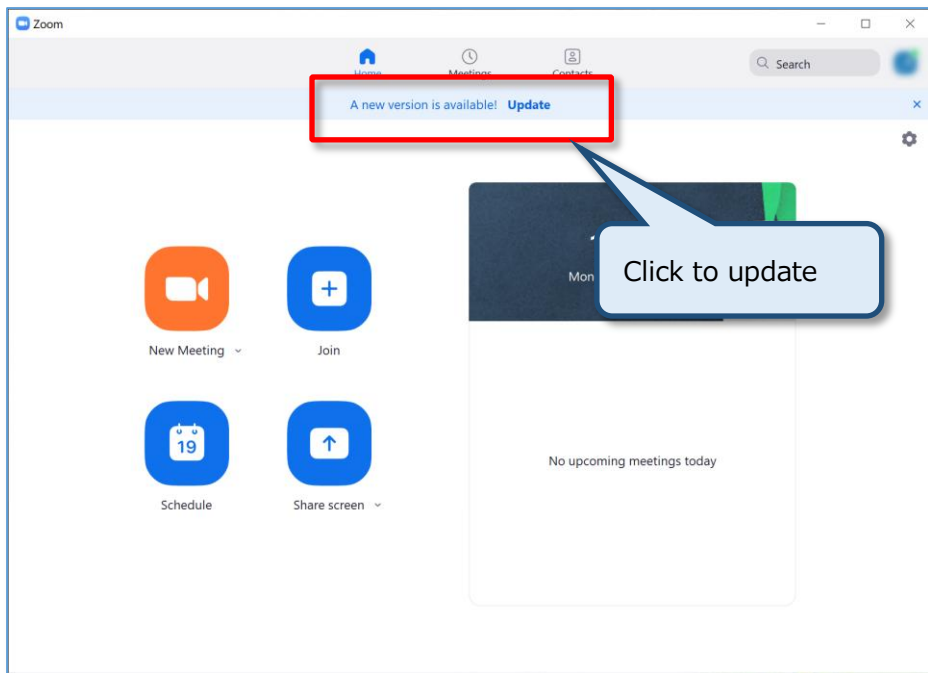 Zoom
Home Meetings Contacts
Search
A new version is available! Update
Click to update
Mon
New Meeting
Join
19
Schedule
Share screen
No upcoming meetings today